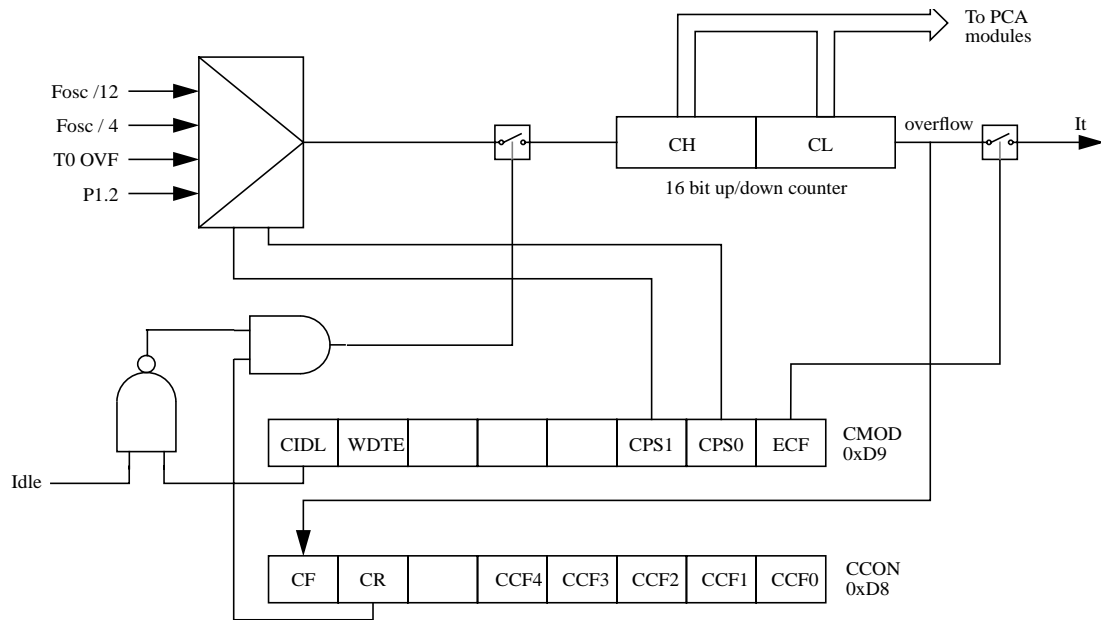 To PCA
modules
Fosc /12
Fosc / 4
T0 OVF
P1.2
CH
CL
overflow
It
16 bit up/down counter
CIDL
WDTE
CPS1
CPS0
ECF
CMOD
0xD9
Idle
CF
CR
CCF4
CCF3
CCF2
CCF1
CCF0
CCON
0xD8